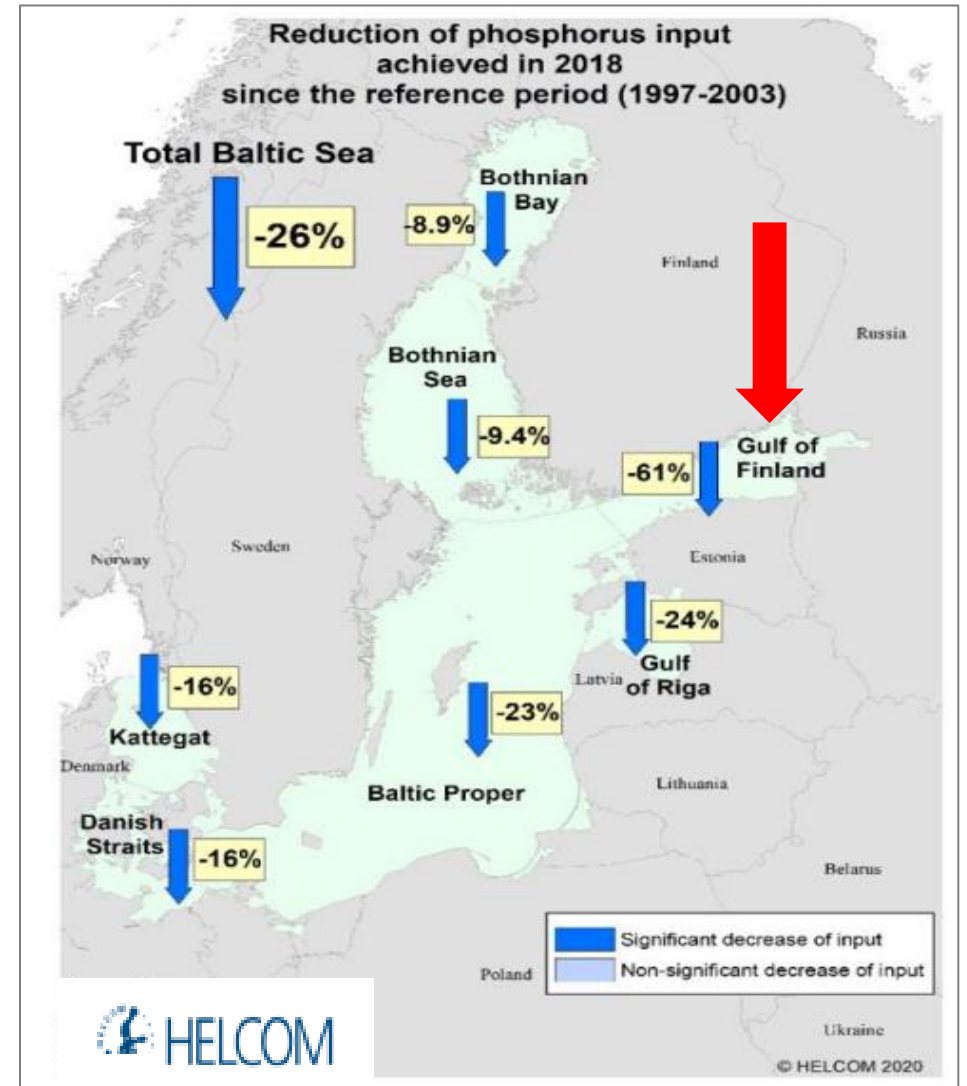 Reduction of phosphorus input
achieved in 2018
since the reference period (1997-2003)
Total Baltic Sea
-26%
Bothnian
Bay
-8.9%
Finland
Russia
Bothnian
Sea
-9.4%
Gulf of
Finland
-61%
Norway
Sweden
Estonia
-24%
Gulf
of Riga
Latvia
-16%
Kattegat
-23%
Denmark
Lithuania
Baltic Proper
Danish
Straits
-16%
Belarus
Significant decrease of input
Non-significant decrease of input
Poland
HELCOM
Ukraine
© HELCOM 2020